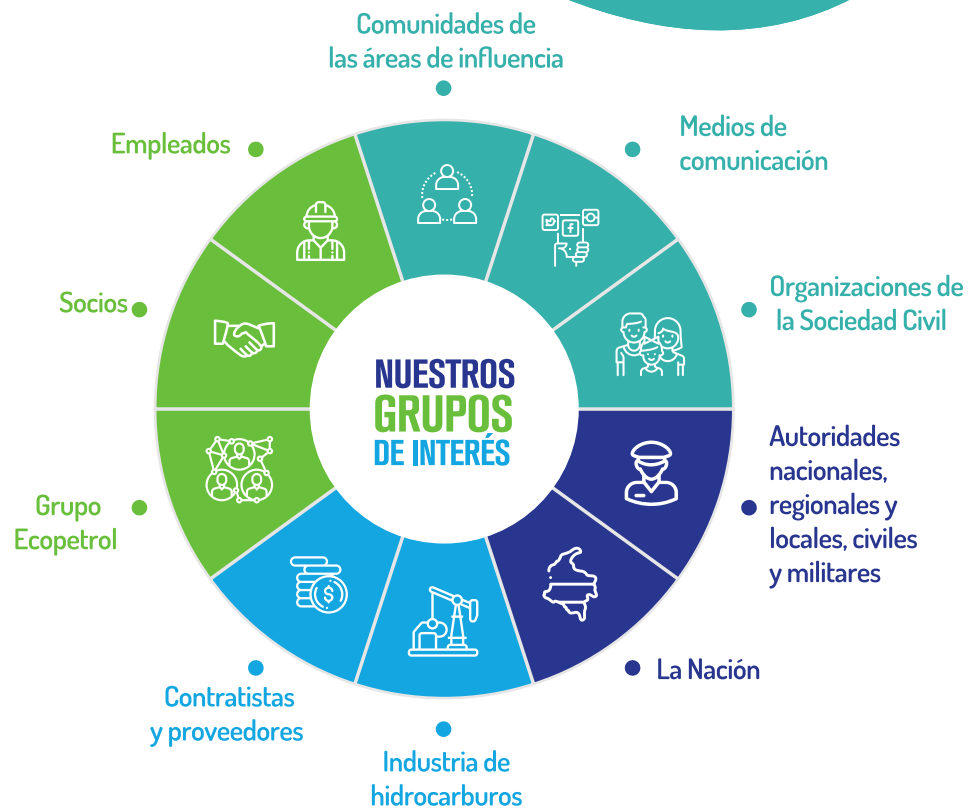 Comunidades de
las áreas de influencia
Medios de
comunicación
Organizaciones de
la Sociedad Civil
Autoridades
nacionales,
regionales y
locales, civiles
y militares
La Nación
Industria de
hidrocarburos
Contratistas
y proveedores
Grupo
Ecopetrol
Socios
Empleados
NUESTROS
GRUPOS
DE INTERÉS
$